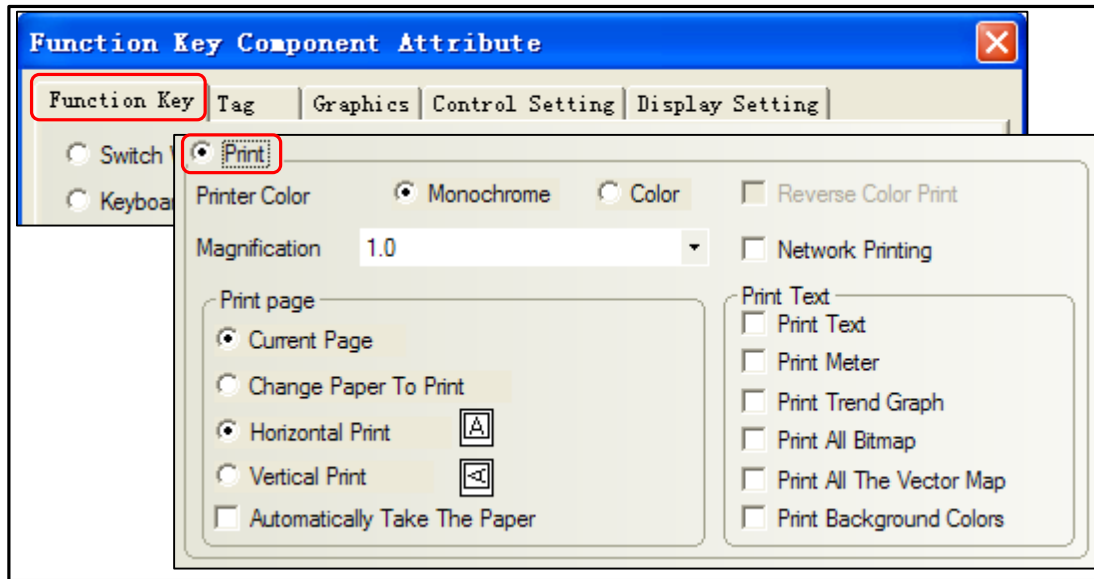 Function Key Component Attribute
Function Key Tag Graphics Control Setting Display Setting
Switch
Print
Keyboar
Printer Color Monochrome Color Reverse Color Print
Magnification 1.0 Network Printing
Print page
Current Page
Change Paper To Print
Horizontal Print A
Vertical Print A
Automatically Take The Paper
Print Text
Print Text
Print Meter
Print Trend Graph
Print All Bitmap
Print All The Vector Map
Print Background Colors